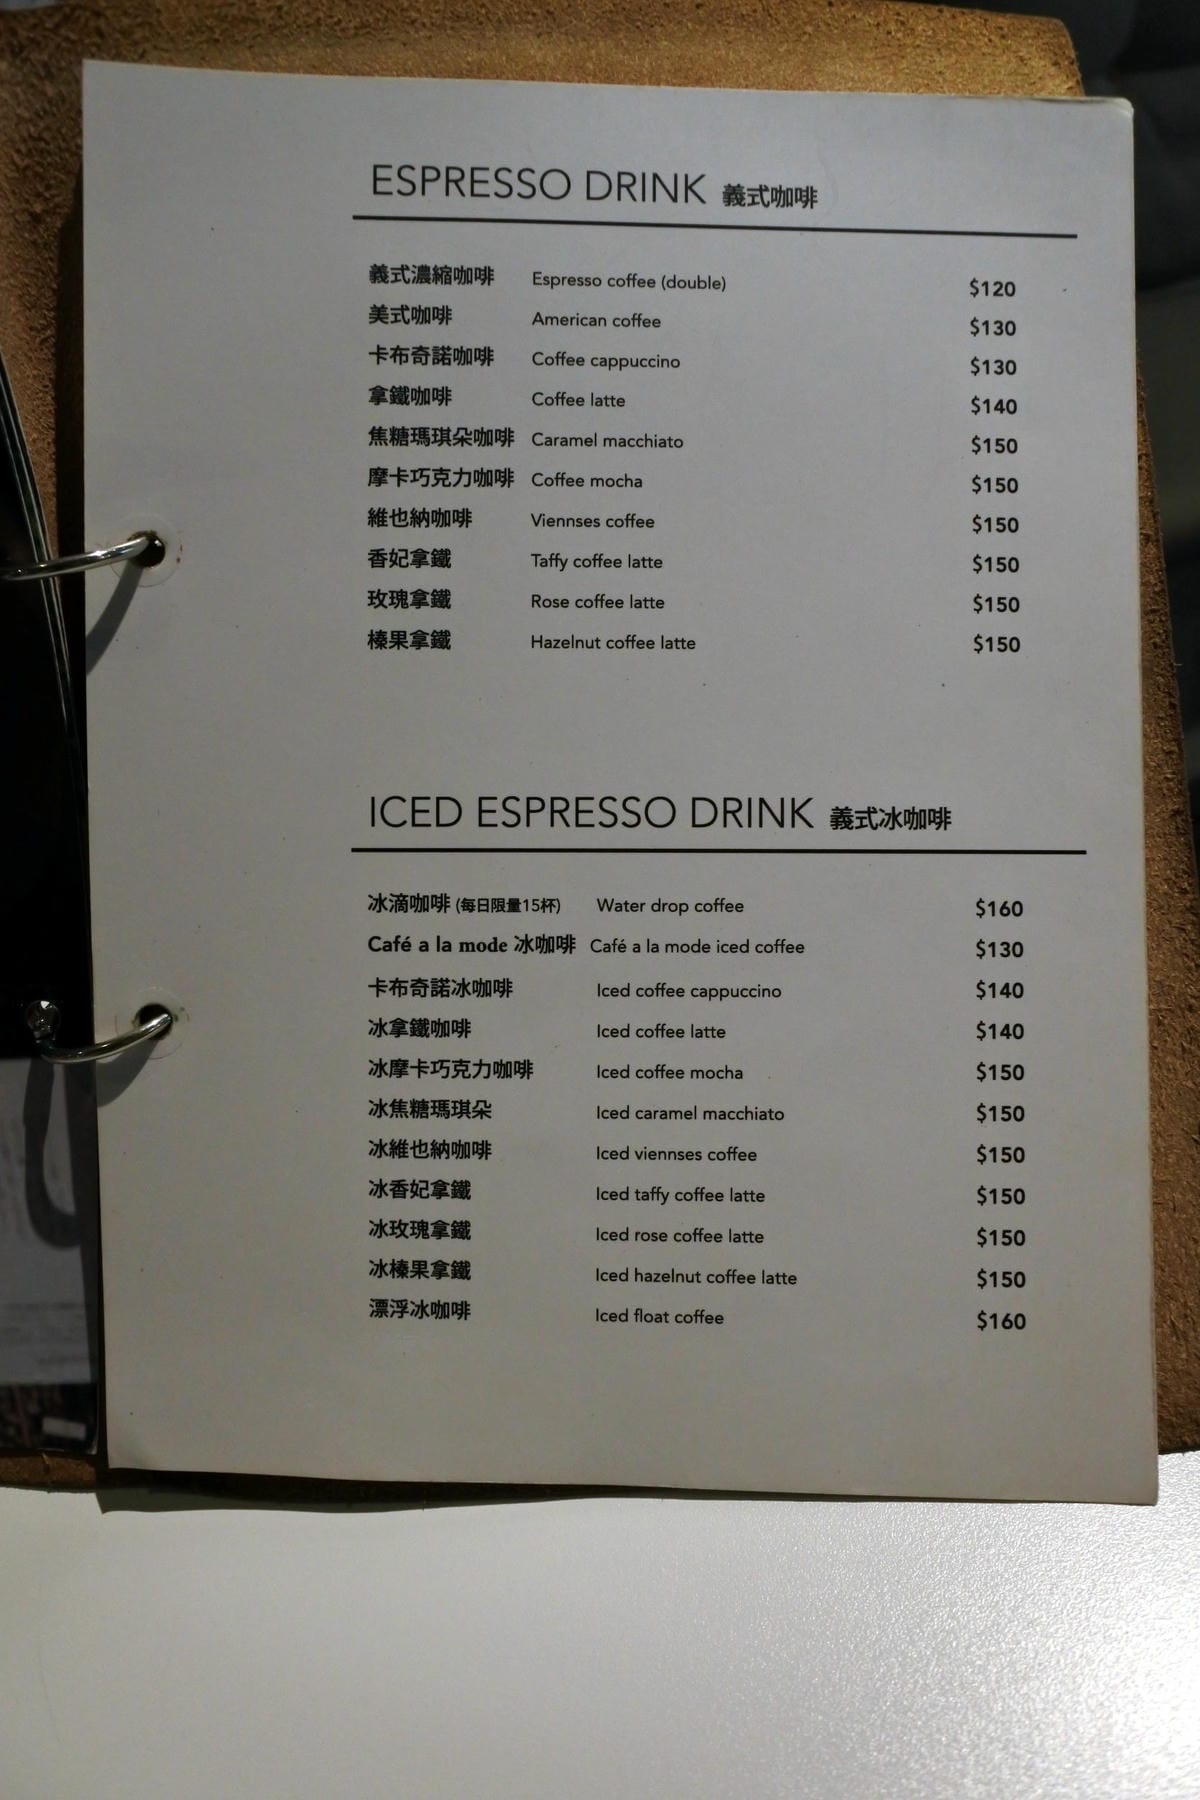 ESPRESSO DRINK 義式咖啡
義式濃縮咖啡 Espresso coffee (double) $120
美式咖啡 American coffee $130
卡布奇諾咖啡 Coffee cappuccino $130
拿鐵咖啡 Coffee latte $140
焦糖瑪琪朵咖啡 Caramel macchiato $150
摩卡巧克力咖啡 Coffee mocha $150
維也納咖啡 Viennses coffee $150
香妃拿鐵 Taffy coffee latte $150
玫瑰拿鐵 Rose coffee latte $150
榛果拿鐵 Hazelnut coffee latte $150
ICED ESPRESSO DRINK 義式冰咖啡
冰滴咖啡 (每日限量15杯) Water drop coffee $160
Café a la mode 冰咖啡 Café a la mode iced coffee $130
卡布奇諾冰咖啡 Iced coffee cappuccino $140
冰拿鐵咖啡 Iced coffee latte $140
冰摩卡巧克力咖啡 Iced coffee mocha $150
冰焦糖瑪琪朵 Iced caramel macchiato $150
冰維也納咖啡 Iced viennses coffee $150
冰香妃拿鐵 Iced taffy coffee latte $150
冰玫瑰拿鐵 Iced rose coffee latte $150
冰榛果拿鐵 Iced hazelnut coffee latte $150
漂浮冰咖啡 Iced float coffee $160